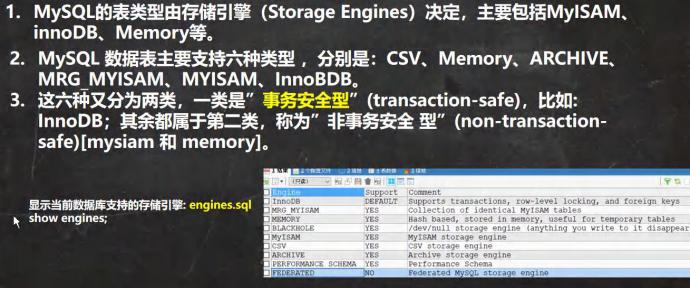 1. MySQL的表类型由存储引擎（Storage Engines）决定，主要包括MyISAM、
innoDB、Memory等。
2. MySQL 数据表主要支持六种类型 ，分别是：CSV、Memory、ARCHIVE、
MRG_MYISAM、MYISAM、InnoBDB。
3. 这六种又分为两类，一类是”事务安全型”(transaction-safe)，比如:
InnoDB；其余都属于第二类，称为”非事务安全 型”(non-transaction-
safe)[mysiam 和 memory]。
显示当前数据库支持的存储引擎: engines.sql
show engines;
(只读)
Engine Support Comment
InnoDB DEFAULT Supports transactions, row-level locking, and foreign keys
MRG_MYISAM YES Collection of identical MyISAM tables
MEMORY YES Hash based, stored in memory, useful for temporary tables
BLACKHOLE YES /dev/null storage engine (anything you write to it disappear
MyISAM YES MyISAM storage engine
CSV YES CSV storage engine
ARCHIVE YES Archive storage engine
PERFORMANCE_SCHEMA YES Performance Schema
FEDERATED NO Federated MySQL storage engine